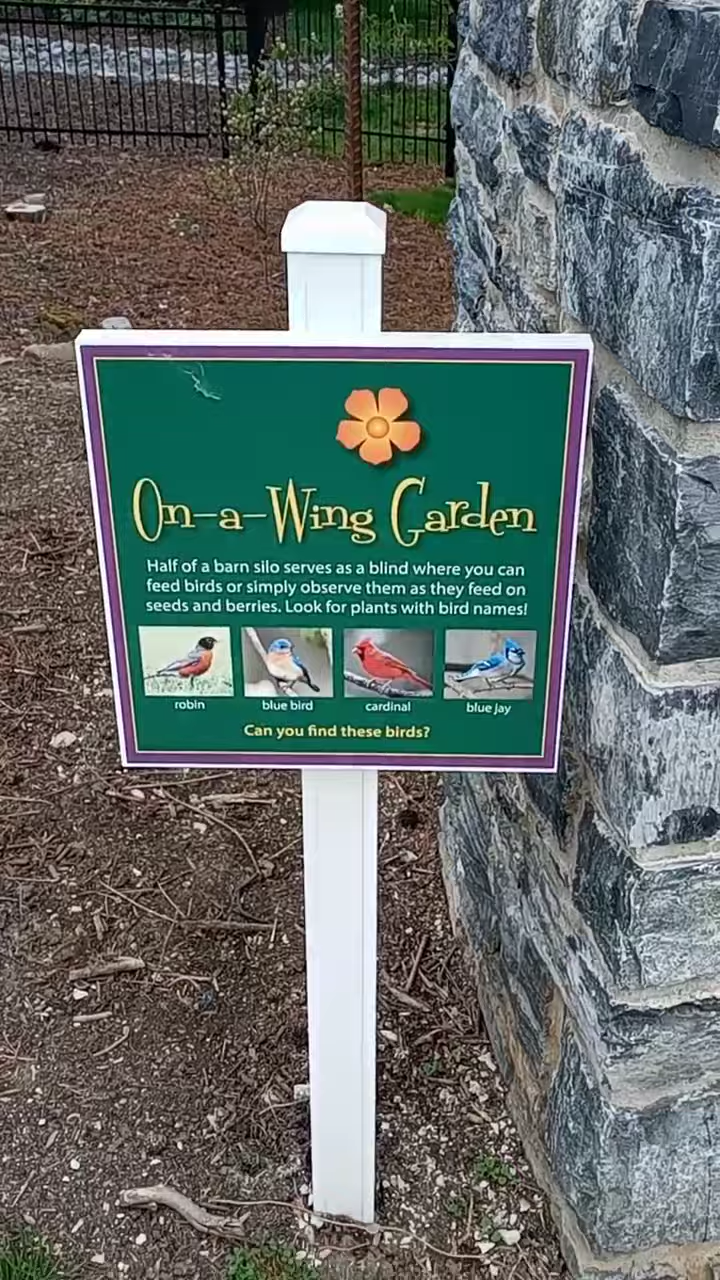 On-a-Wing Garden
Half of a barn silo serves as a blind where you can
feed birds or simply observe them as they feed on
seeds and berries. Look for plants with bird names!
robin blue bird cardinal blue jay
Can you find these birds?